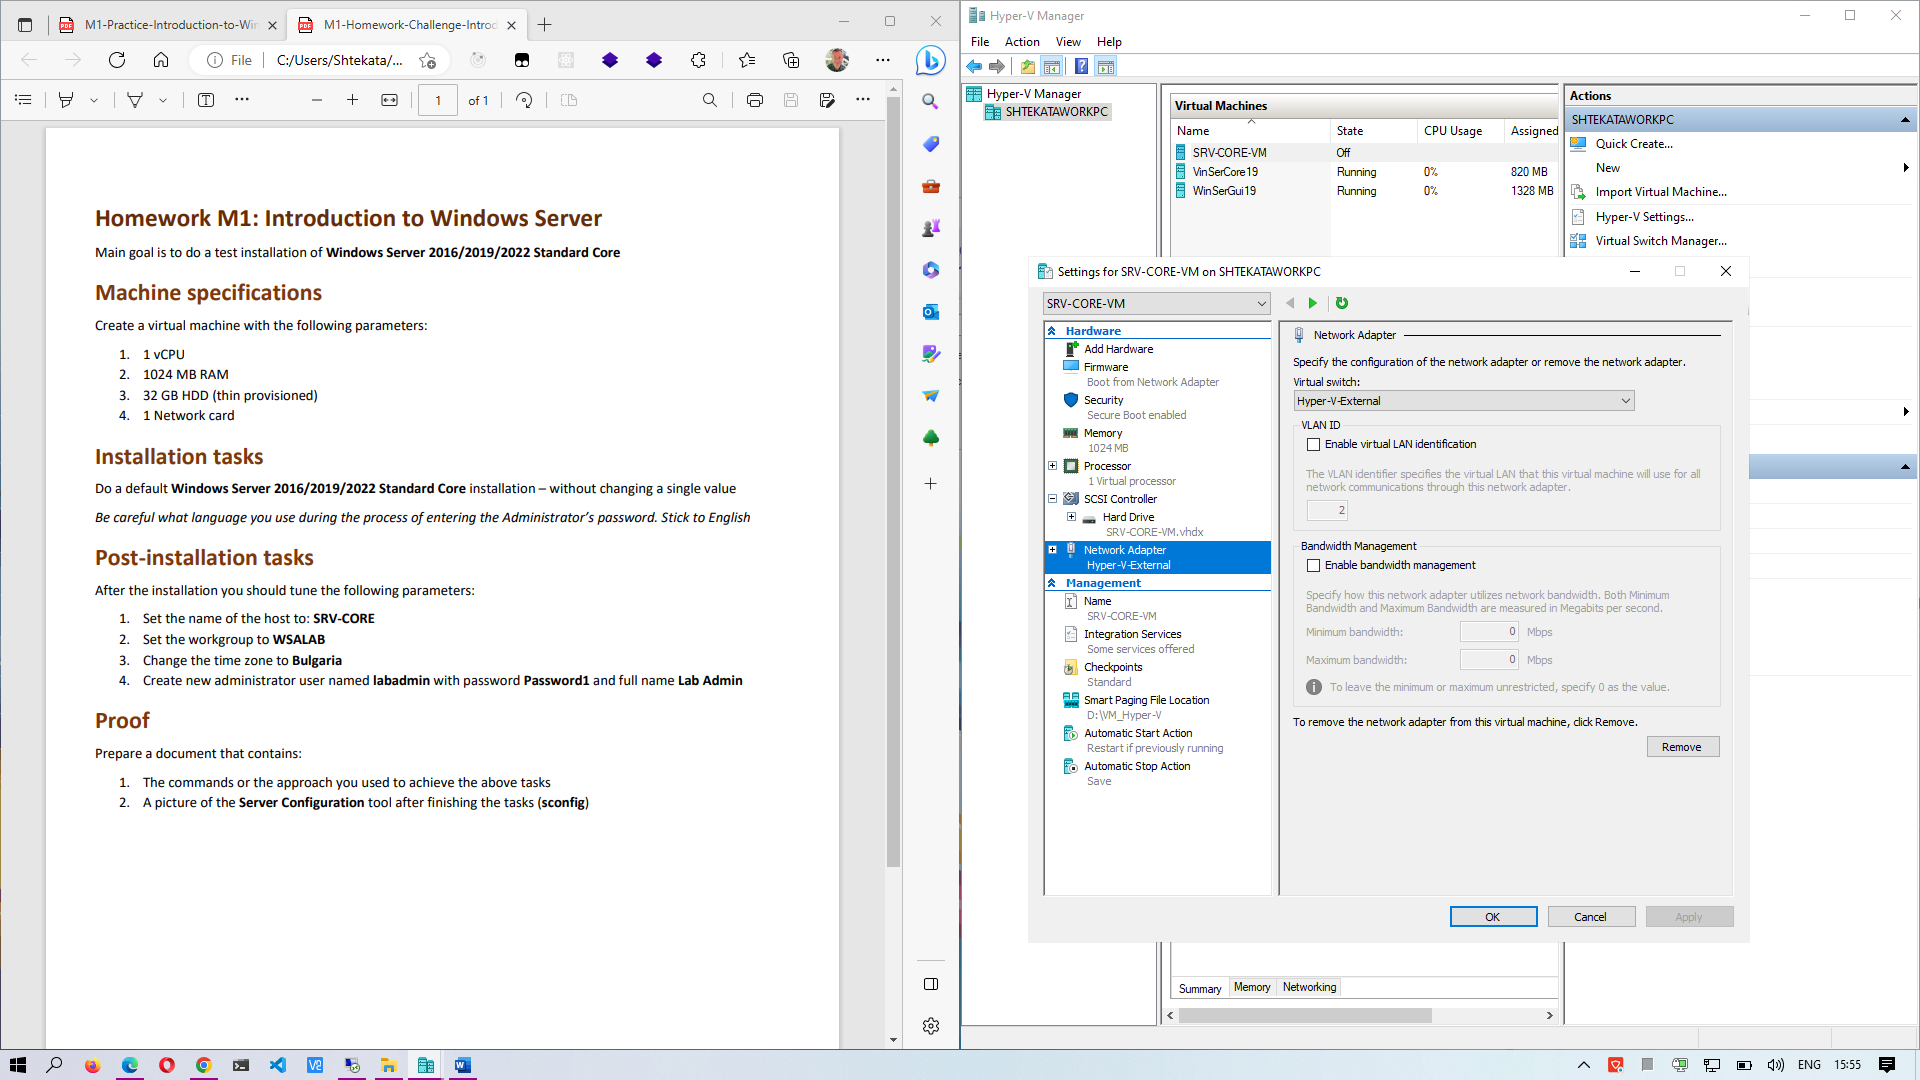 M1-Practice-Introduction-to-Win
M1-Homework-Challenge-Introd
File
C:/Users/Shtekata/...
1
of 1
Homework M1: Introduction to Windows Server
Main goal is to do a test installation of Windows Server 2016/2019/2022 Standard Core
Machine specifications
Create a virtual machine with the following parameters:
1. 1 vCPU
2. 1024 MB RAM
3. 32 GB HDD (thin provisioned)
4. 1 Network card
Installation tasks
Do a default Windows Server 2016/2019/2022 Standard Core installation – without changing a single value
Be careful what language you use during the process of entering the Administrator's password. Stick to English
Post-installation tasks
After the installation you should tune the following parameters:
1. Set the name of the host to: SRV-CORE
2. Set the workgroup to WSALAB
3. Change the time zone to Bulgaria
4. Create new administrator user named labadmin with password Password1 and full name Lab Admin
Proof
Prepare a document that contains:
1. The commands or the approach you used to achieve the above tasks
2. A picture of the Server Configuration tool after finishing the tasks (sconfig)
Hyper-V Manager
File Action View Help
Hyper-V Manager
SHTEKATAWORKPC
Virtual Machines
Name State CPU Usage Assigned
SRV-CORE-VM Off
VinSerCore19 Running 0% 820 MB
WinSerGui19 Running 0% 1328 MB
Actions
SHTEKATAWORKPC
Quick Create...
New
Import Virtual Machine...
Hyper-V Settings...
Virtual Switch Manager...
Settings for SRV-CORE-VM on SHTEKATAWORKPC
SRV-CORE-VM
Hardware
Add Hardware
Firmware
Boot from Network Adapter
Security
Secure Boot enabled
Memory
1024 MB
Processor
1 Virtual processor
SCSI Controller
Hard Drive
SRV-CORE-VM.vhdx
Network Adapter
Hyper-V-External
Management
Name
SRV-CORE-VM
Integration Services
Some services offered
Checkpoints
Standard
Smart Paging File Location
D:\VM_Hyper-V
Automatic Start Action
Restart if previously running
Automatic Stop Action
Save
Network Adapter
Specify the configuration of the network adapter or remove the network adapter.
Virtual switch:
Hyper-V-External
VLAN ID
Enable virtual LAN identification
The VLAN identifier specifies the virtual LAN that this virtual machine will use for all
network communications through this network adapter.
2
Bandwidth Management
Enable bandwidth management
Specify how this network adapter utilizes network bandwidth. Both Minimum
Bandwidth and Maximum Bandwidth are measured in Megabits per second.
Minimum bandwidth: 0 Mbps
Maximum bandwidth: 0 Mbps
To leave the minimum or maximum unrestricted, specify 0 as the value.
To remove the network adapter from this virtual machine, click Remove.
Remove
OK Cancel Apply
Summary Memory Networking
ENG 15:55